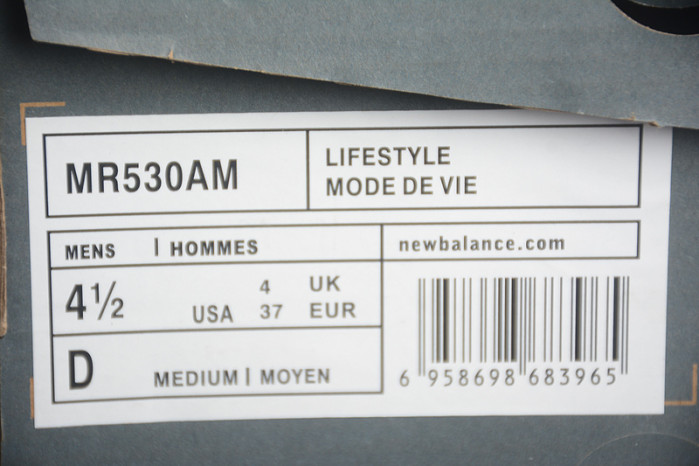 MR530AM
LIFESTYLE
MODE DE VIE
MENS | HOMMES
newbalance.com
4½ USA
4 UK
37 EUR
D MEDIUM | MOYEN
6 958698 683965